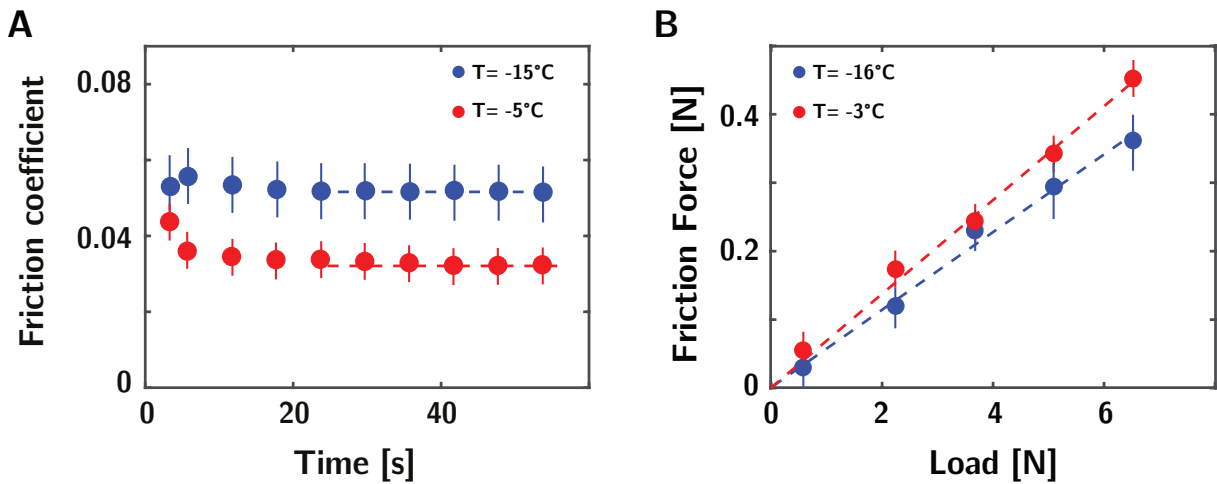 A
Friction coefficient
0.08
0.04
0
T= -15°C
T= -5°C
0
20
40
Time [s]
B
Friction Force [N]
0.4
0.2
0
T= -16°C
T= -3°C
0
2
4
6
Load [N]